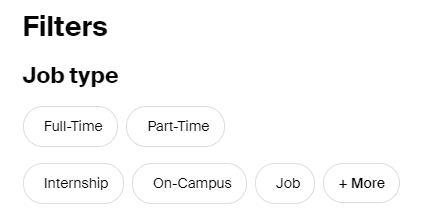 Filters
Job type
Full-Time Part-Time
Internship On-Campus Job + More